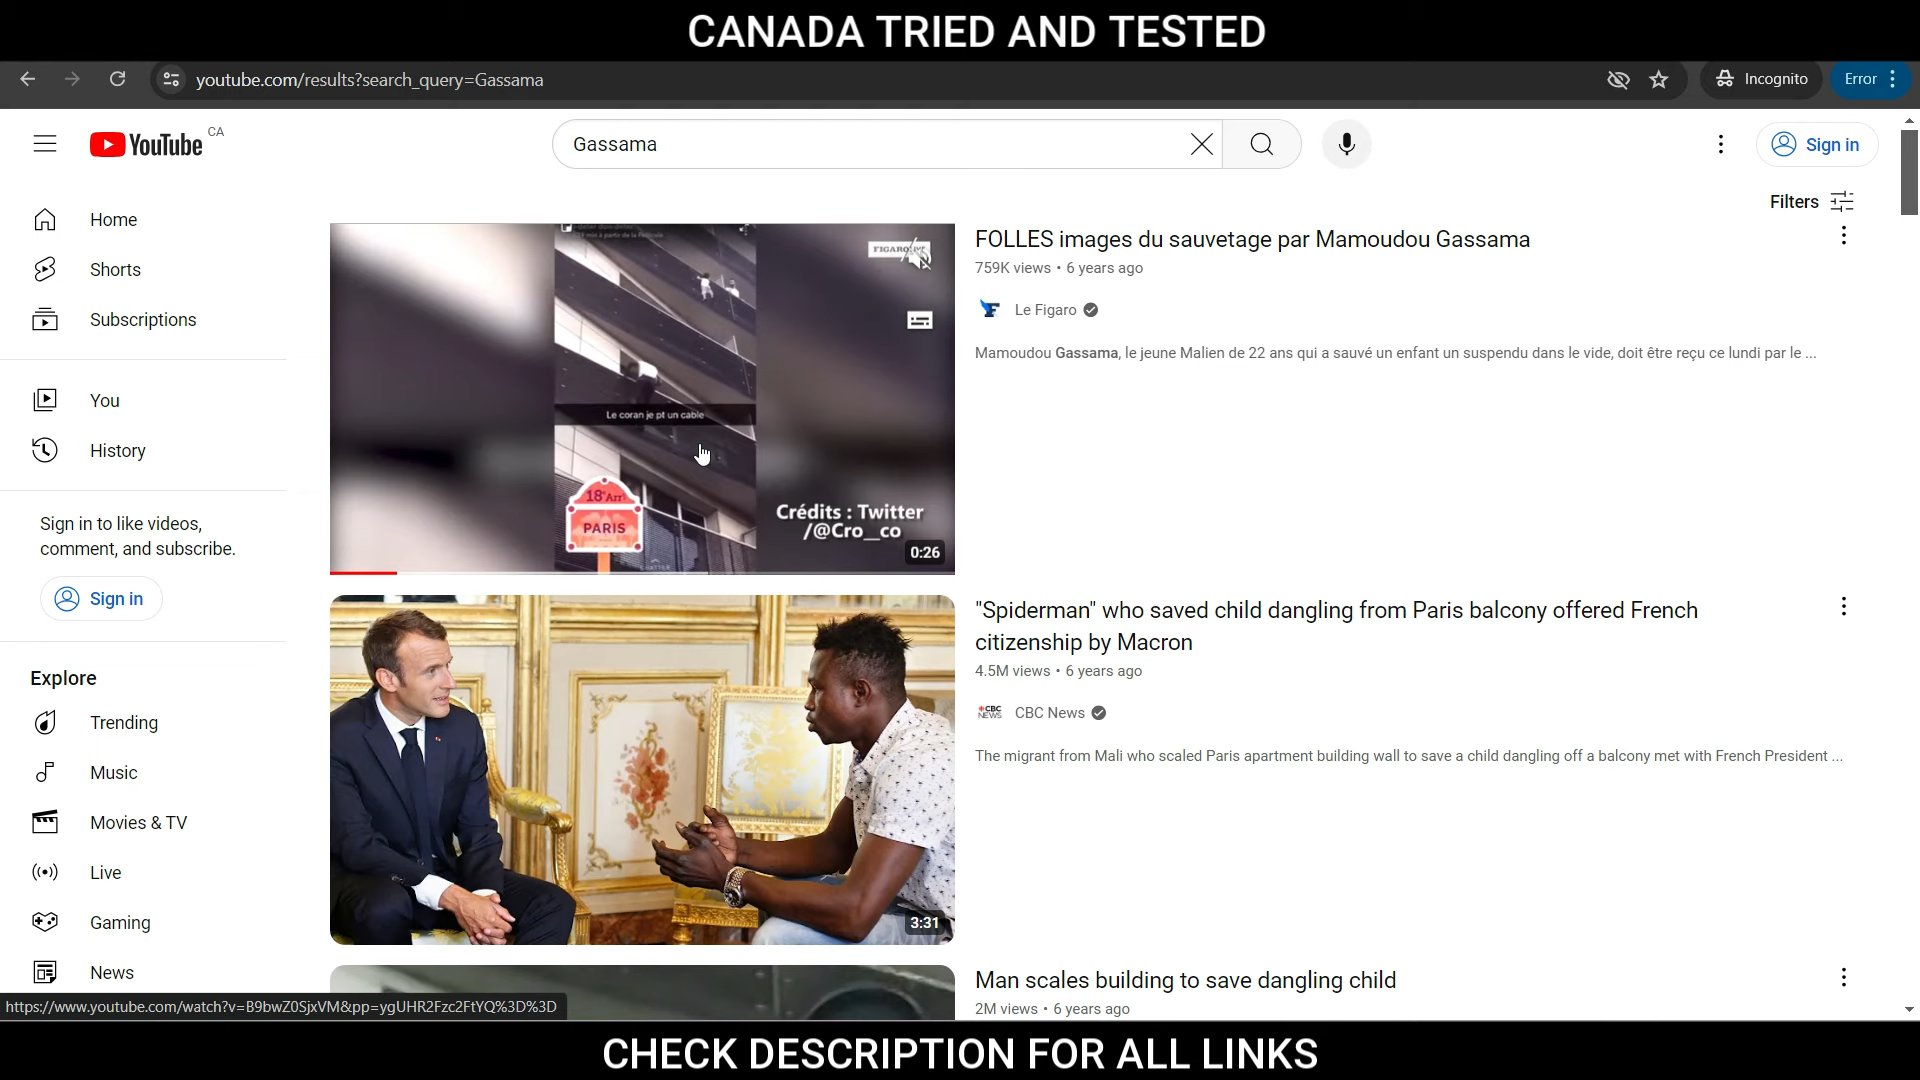 CANADA TRIED AND TESTED
youtube.com/results?search_query=Gassama
Incognito
Error
YouTube CA
Gassama
Sign in
Filters
Home
Shorts
Subscriptions
You
History
Sign in to like videos,
comment, and subscribe.
Sign in
Explore
Trending
Music
Movies & TV
Live
Gaming
News
Le coran je pt un cable
18e Arrt
PARIS
Crédits : Twitter
/@Cro__co
0:26
FOLLES images du sauvetage par Mamoudou Gassama
759K views • 6 years ago
Le Figaro
Mamoudou Gassama, le jeune Malien de 22 ans qui a sauvé un enfant un suspendu dans le vide, doit être reçu ce lundi par le ...
3:31
"Spiderman" who saved child dangling from Paris balcony offered French
citizenship by Macron
4.5M views • 6 years ago
CBC NEWS
CBC News
The migrant from Mali who scaled Paris apartment building wall to save a child dangling off a balcony met with French President ...
Man scales building to save dangling child
2M views • 6 years ago
https://www.youtube.com/watch?v=B9bwZ0SjxVM&pp=ygUHR2Fzc2FtYQ%3D%3D
CHECK DESCRIPTION FOR ALL LINKS